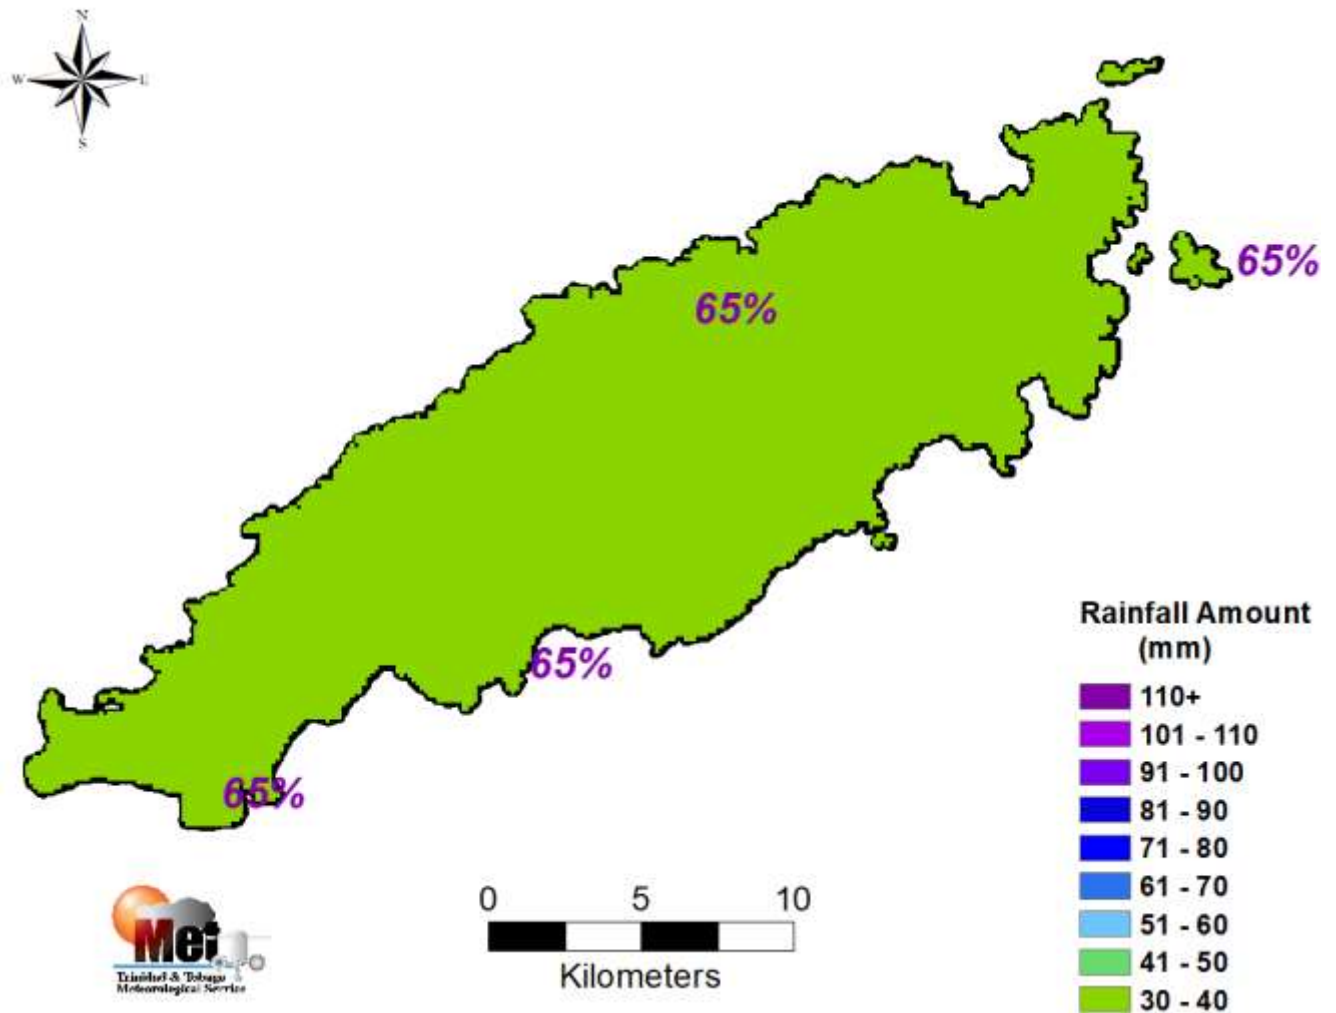 N
W E
S
65%
65%
65%
65%
Rainfall Amount
(mm)
110+
101 - 110
91 - 100
81 - 90
71 - 80
61 - 70
51 - 60
41 - 50
30 - 40
0 5 10
Kilometers
Met
Trinidad & Tobago
Meteorological Service